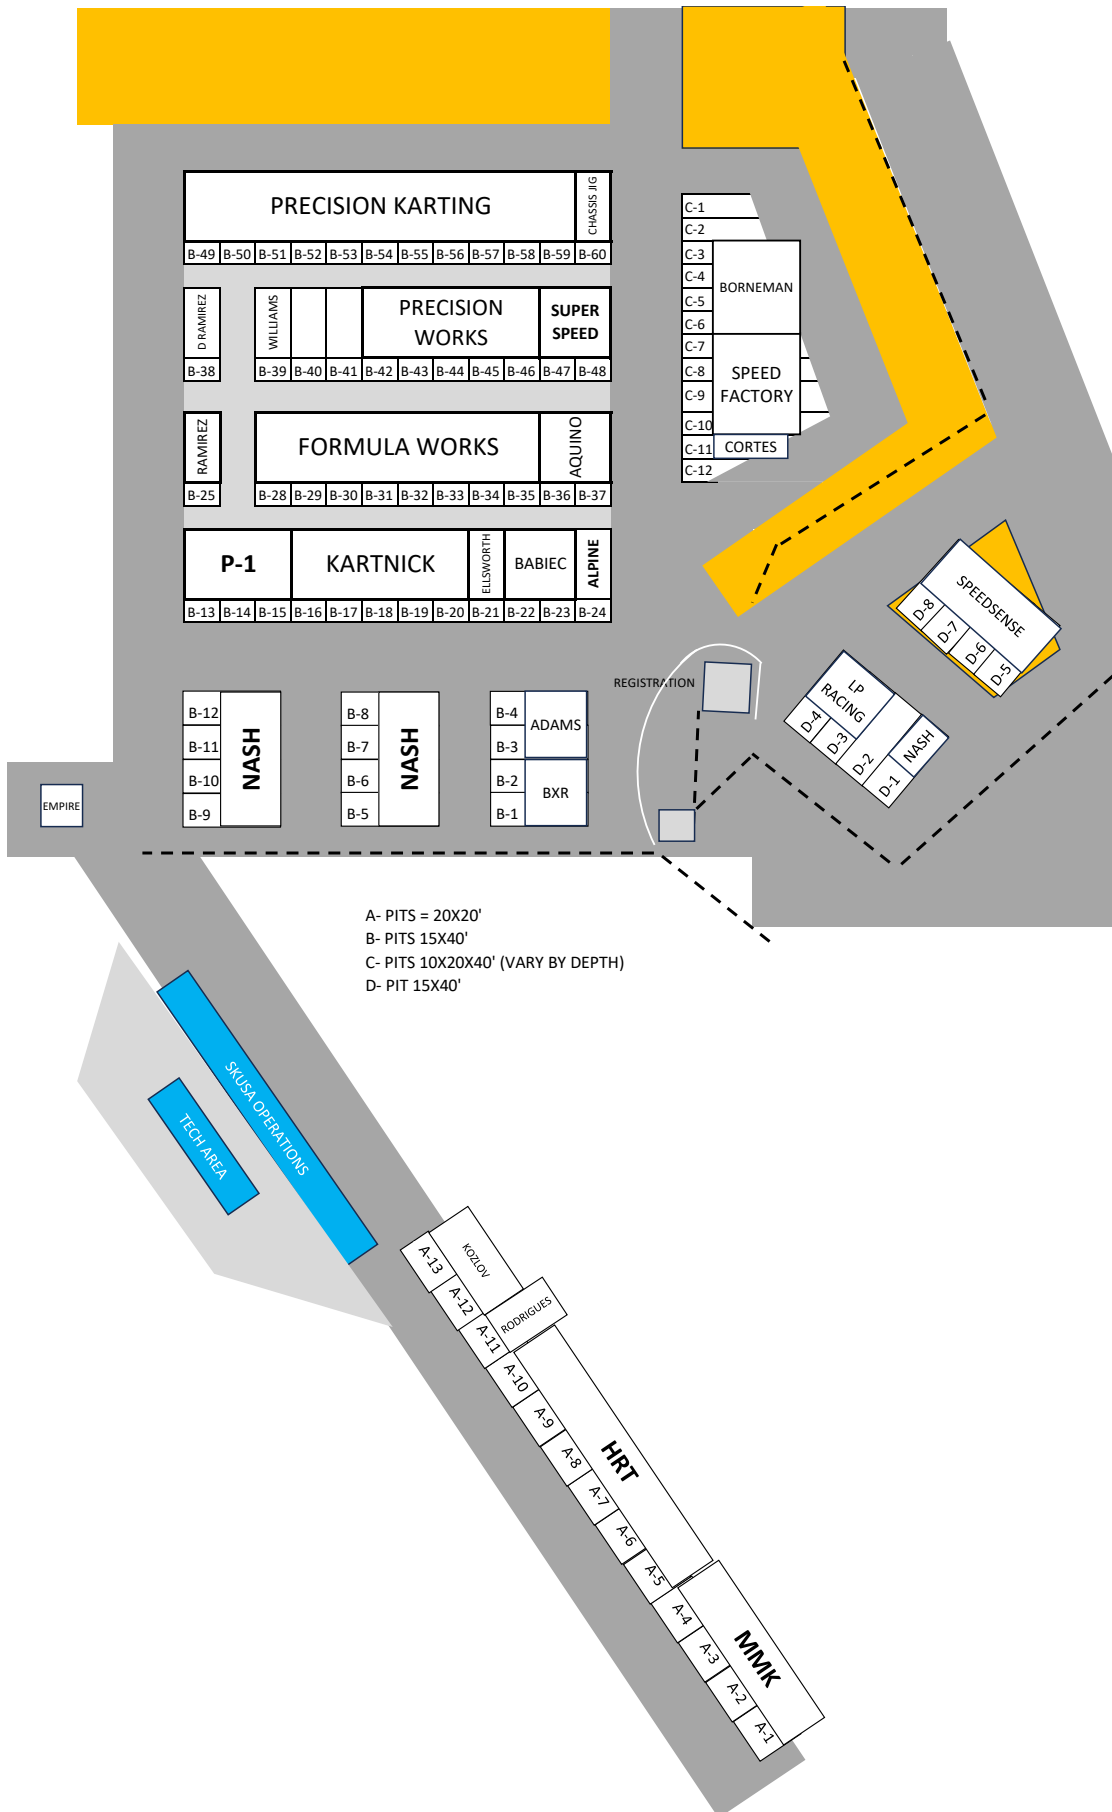 PRECISION KARTING
CHASSIS JIG
B-49 B-50 B-51 B-52 B-53 B-54 B-55 B-56 B-57 B-58 B-59 B-60
D RAMIREZ
WILLIAMS
PRECISION
WORKS
SUPER
SPEED
B-38 B-39 B-40 B-41 B-42 B-43 B-44 B-45 B-46 B-47 B-48
RAMIREZ
FORMULA WORKS
AQUINO
B-25 B-28 B-29 B-30 B-31 B-32 B-33 B-34 B-35 B-36 B-37
P-1
KARTNICK
ELLSWORTH
BABIEC
ALPINE
B-13 B-14 B-15 B-16 B-17 B-18 B-19 B-20 B-21 B-22 B-23 B-24
C-1
C-2
C-3
C-4
C-5
C-6
C-7
C-8
C-9
C-10
C-11
C-12
BORNEMAN
SPEED
FACTORY
CORTES
SPEEDSENSE
D-8
D-7
D-6
D-5
REGISTRATION
LP
RACING
NASH
D-4
D-3
D-2
D-1
B-12
B-11
B-10
B-9
NASH
B-8
B-7
B-6
B-5
NASH
B-4
B-3
B-2
B-1
ADAMS
BXR
EMPIRE
A- PITS = 20X20'
B- PITS 15X40'
C- PITS 10X20X40' (VARY BY DEPTH)
D- PIT 15X40'
SKUSA OPERATIONS
TECH AREA
KOZLOV
RODRIGUES
HRT
MMK
A-13
A-12
A-11
A-10
A-9
A-8
A-7
A-6
A-5
A-4
A-3
A-2
A-1